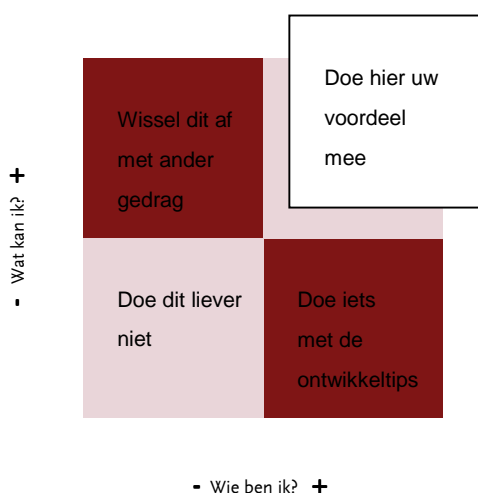 Doe hier uw
voordeel
mee
Wissel dit af
met ander
gedrag
- Wat kan ik? +
Doe dit liever
niet
Doe iets
met de
ontwikkeltips
- Wie ben ik? +